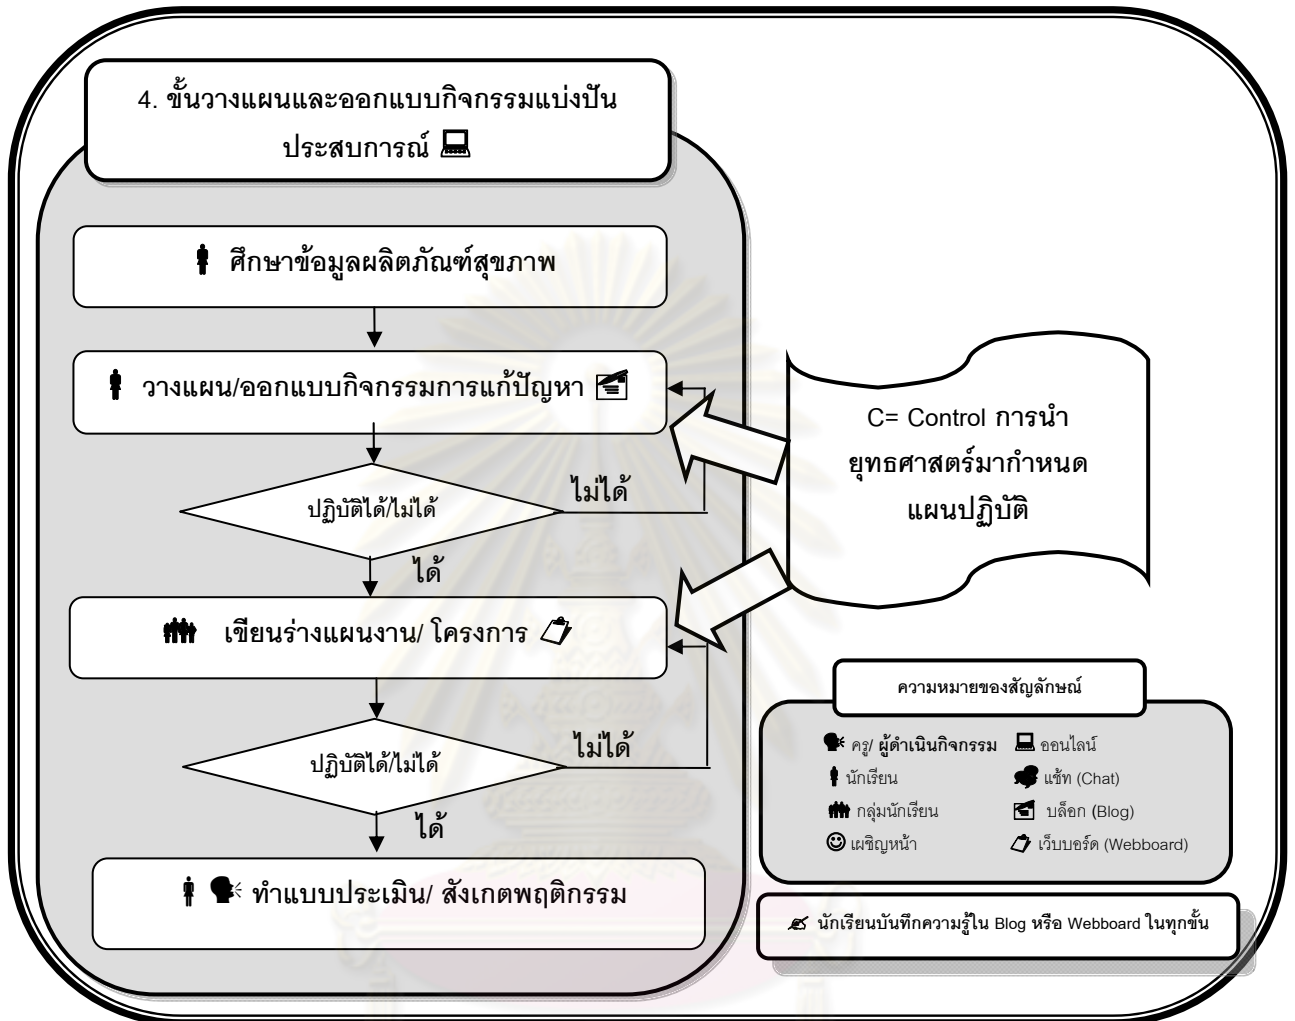 4. ขั้นวางแผนและออกแบบกิจกรรมแบ่งปัน
ประสบการณ์
ศึกษาข้อมูลผลิตภัณฑ์สุขภาพ
วางแผน/ออกแบบกิจกรรมการแก้ปัญหา
ปฏิบัติได้/ไม่ได้
ไม่ได้
ได้
เขียนร่างแผนงาน/ โครงการ
ปฏิบัติได้/ไม่ได้
ไม่ได้
ได้
ทำแบบประเมิน/ สังเกตพฤติกรรม
C= Control การนำ
ยุทธศาสตร์มากำหนด
แผนปฏิบัติ
ความหมายของสัญลักษณ์
ครู/ ผู้ดำเนินกิจกรรม
ออนไลน์
นักเรียน
แช้ท (Chat)
กลุ่มนักเรียน
บล็อก (Blog)
เผชิญหน้า
เว็บบอร์ด (Webboard)
นักเรียนบันทึกความรู้ใน Blog หรือ Webboard ในทุกขั้น